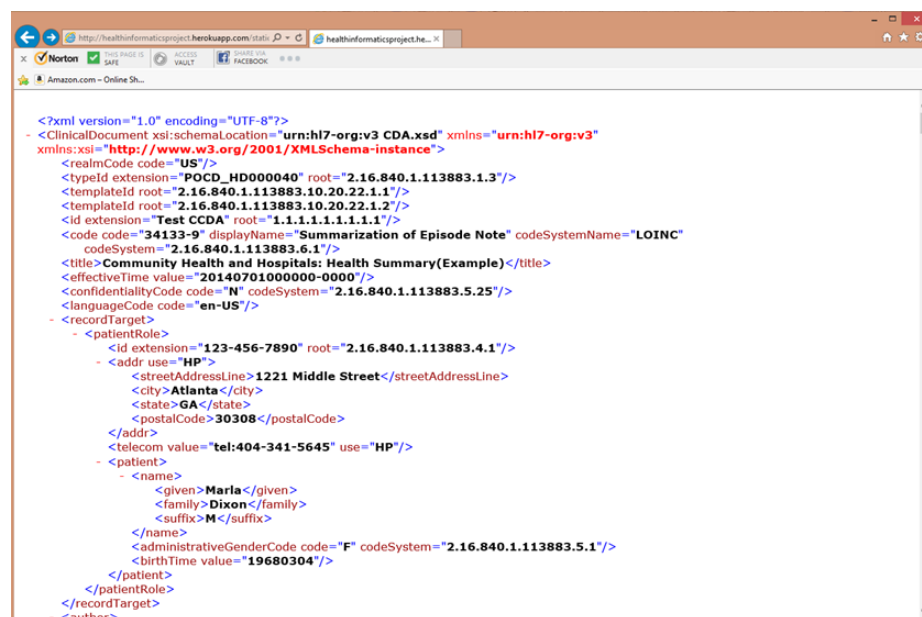 http://healthinformaticsproject.herokuapp.com/static
healthinformaticsproject.he...
x Norton THIS PAGE IS SAFE ACCESS VAULT SHARE VIA FACEBOOK
Amazon.com – Online Sh...
<?xml version="1.0" encoding="UTF-8"?>
- <ClinicalDocument xsi:schemaLocation="urn:hl7-org:v3 CDA.xsd" xmlns="urn:hl7-org:v3"
xmlns:xsi="http://www.w3.org/2001/XMLSchema-instance">
<realmCode code="US"/>
<typeId extension="POCD_HD000040" root="2.16.840.1.113883.1.3"/>
<templateId root="2.16.840.1.113883.10.20.22.1.1"/>
<templateId root="2.16.840.1.113883.10.20.22.1.2"/>
<id extension="Test CCDA" root="1.1.1.1.1.1.1.1.1"/>
<code code="34133-9" displayName="Summarization of Episode Note" codeSystemName="LOINC"
codeSystem="2.16.840.1.113883.6.1"/>
<title>Community Health and Hospitals: Health Summary(Example)</title>
<effectiveTime value="20140701000000-0000"/>
<confidentialityCode code="N" codeSystem="2.16.840.1.113883.5.25"/>
<languageCode code="en-US"/>
- <recordTarget>
- <patientRole>
<id extension="123-456-7890" root="2.16.840.1.113883.4.1"/>
- <addr use="HP">
<streetAddressLine>1221 Middle Street</streetAddressLine>
<city>Atlanta</city>
<state>GA</state>
<postalCode>30308</postalCode>
</addr>
<telecom value="tel:404-341-5645" use="HP"/>
- <patient>
- <name>
<given>Marla</given>
<family>Dixon</family>
<suffix>M</suffix>
</name>
<administrativeGenderCode code="F" codeSystem="2.16.840.1.113883.5.1"/>
<birthTime value="19680304"/>
</patient>
</patientRole>
</recordTarget>
- <author>